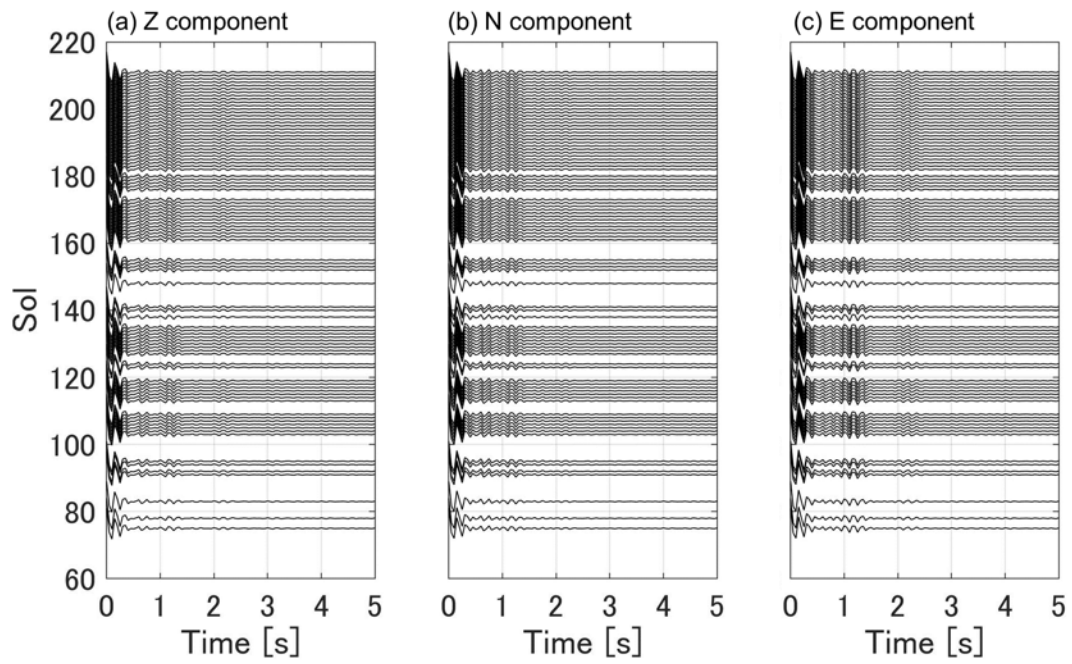 (a) Z component
(b) N component
(c) E component
220
200
180
160
140
120
100
80
60
Sol
0 1 2 3 4 5
0 1 2 3 4 5
0 1 2 3 4 5
Time [s]
Time [s]
Time [s]